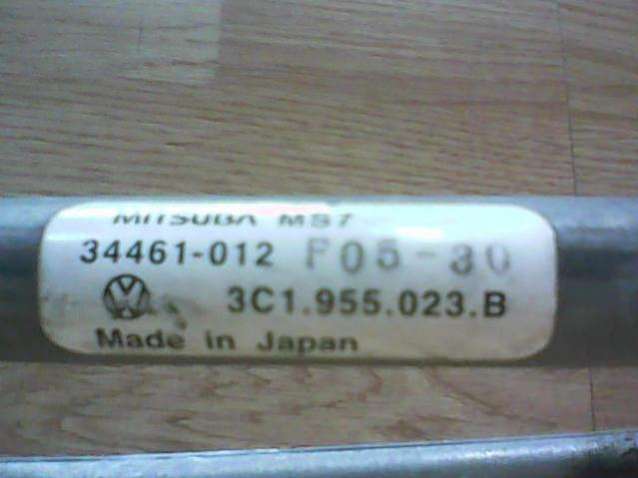 MITSUBA MS7
34461-012 F05-30
3C1.955.023.B
Made in Japan